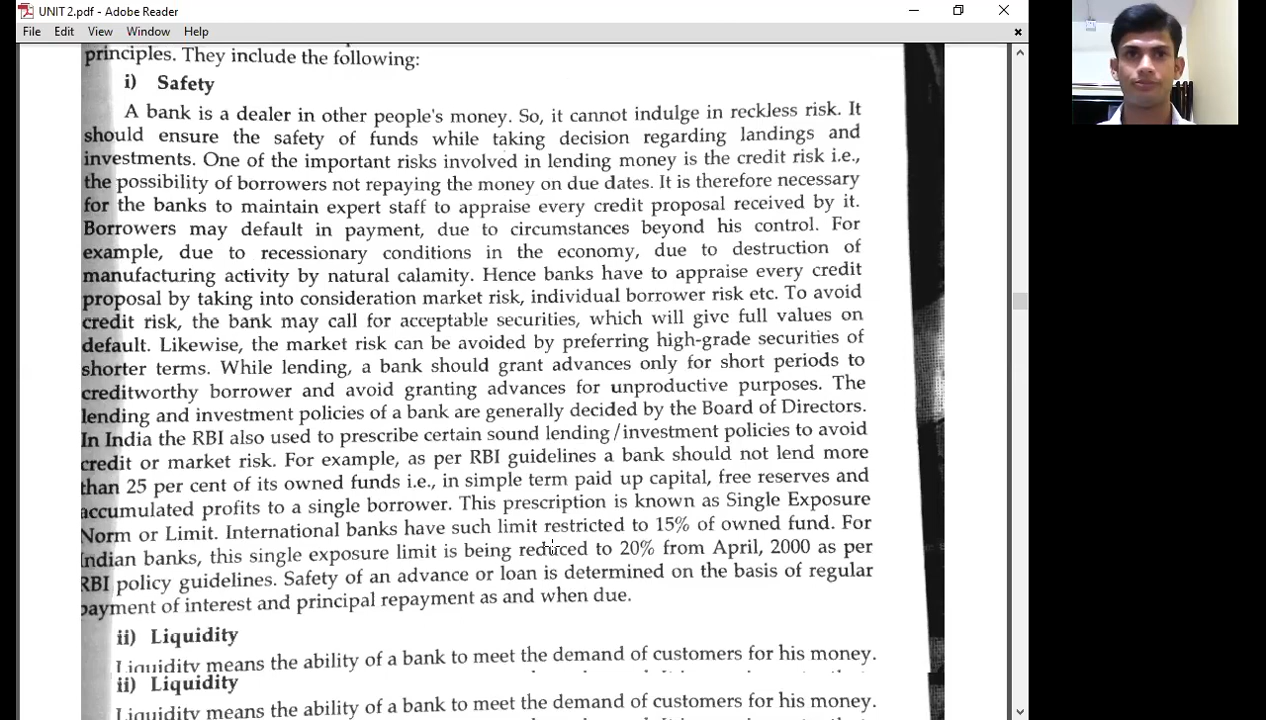 UNIT 2.pdf - Adobe Reader
File Edit View Window Help
principles. They include the following:
i) Safety
A bank is a dealer in other people's money. So, it cannot indulge in reckless risk. It
should ensure the safety of funds while taking decision regarding landings and
investments. One of the important risks involved in lending money is the credit risk i.e.,
the possibility of borrowers not repaying the money on due dates. It is therefore necessary
for the banks to maintain expert staff to appraise every credit proposal received by it.
Borrowers may default in payment, due to circumstances beyond his control. For
example, due to recessionary conditions in the economy, due to destruction of
manufacturing activity by natural calamity. Hence banks have to appraise every credit
proposal by taking into consideration market risk, individual borrower risk etc. To avoid
credit risk, the bank may call for acceptable securities, which will give full values on
default. Likewise, the market risk can be avoided by preferring high-grade securities of
shorter terms. While lending, a bank should grant advances only for short periods to
creditworthy borrower and avoid granting advances for unproductive purposes. The
lending and investment policies of a bank are generally decided by the Board of Directors.
In India the RBI also used to prescribe certain sound lending/investment policies to avoid
credit or market risk. For example, as per RBI guidelines a bank should not lend more
than 25 per cent of its owned funds i.e., in simple term paid up capital, free reserves and
accumulated profits to a single borrower. This prescription is known as Single Exposure
Norm or Limit. International banks have such limit restricted to 15% of owned fund. For
Indian banks, this single exposure limit is being reduced to 20% from April, 2000 as per
RBI policy guidelines. Safety of an advance or loan is determined on the basis of regular
payment of interest and principal repayment as and when due.
ii) Liquidity
Liquidity means the ability of a bank to meet the demand of customers for his money.
ii) Liquidity
Liquidity means the ability of a bank to meet the demand of customers for his money.